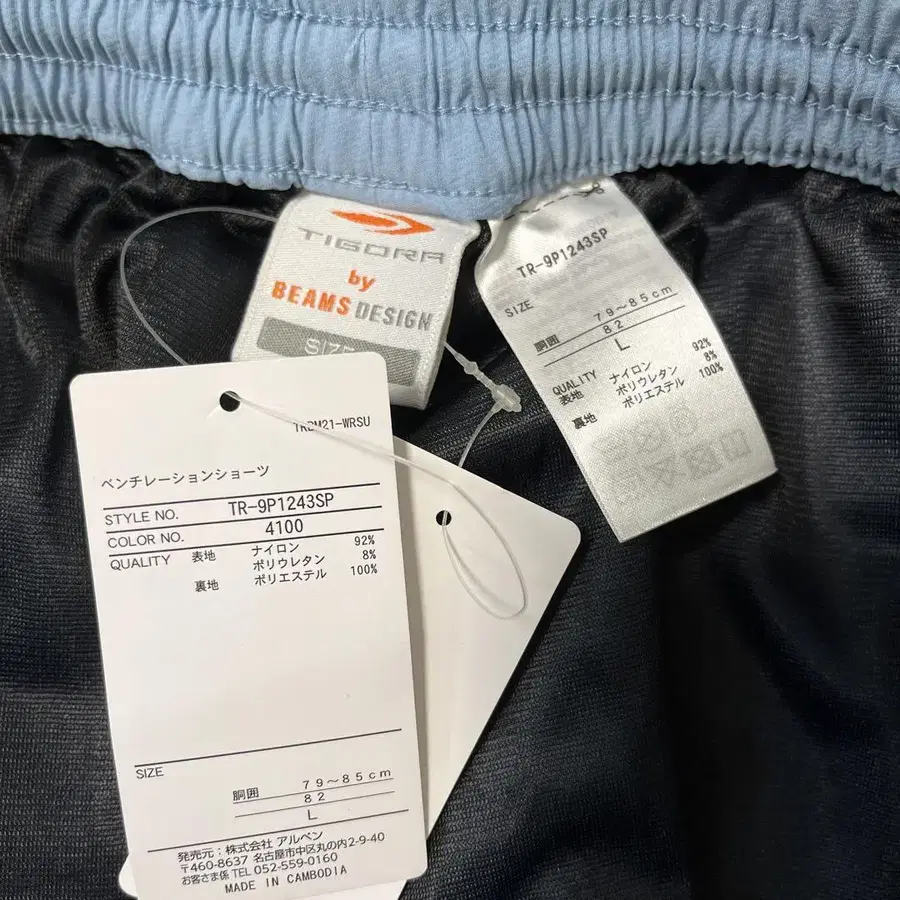 TIGORA
by
BEAMS DESIGN
SIZE
TR-9P1243SP
SIZE
胴囲 79～85cm
82
L
QUALITY
表地 ナイロン 92%
ポリウレタン 8%
裏地 ポリエステル 100%
ベンチレーションショーツ
STYLE NO. TR-9P1243SP
COLOR NO. 4100
QUALITY 表地 ナイロン 92%
ポリウレタン 8%
裏地 ポリエステル 100%
SIZE
胴囲 79～85cm
82
L
発売元：株式会社 アルペン
〒460-8637 名古屋市中区丸の内2-9-40
お客さま係 TEL 052-559-0160
MADE IN CAMBODIA